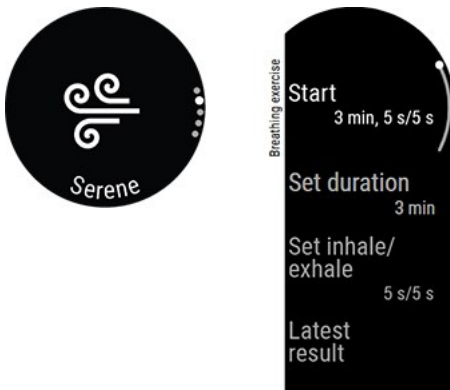 Serene
Breathing exercise
Start
3 min, 5 s/5 s
Set duration
3 min
Set inhale/
exhale
5 s/5 s
Latest
result